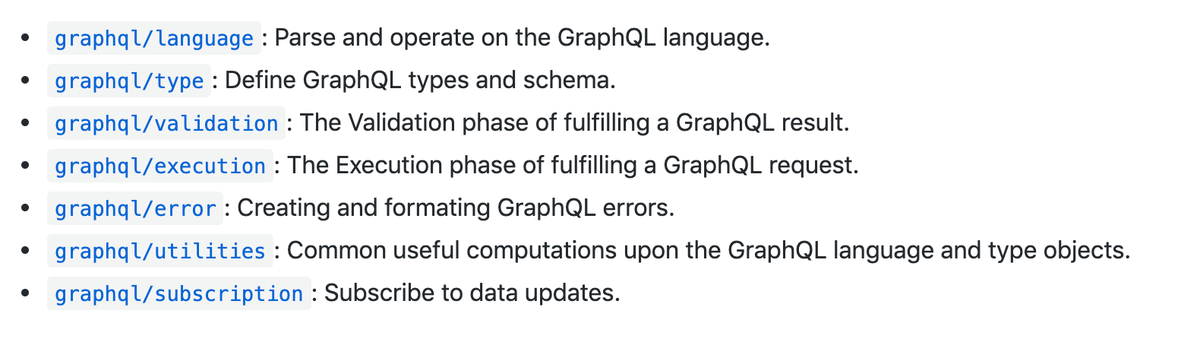 • graphql/language: Parse and operate on the GraphQL language.
• graphql/type: Define GraphQL types and schema.
• graphql/validation: The Validation phase of fulfilling a GraphQL result.
• graphql/execution: The Execution phase of fulfilling a GraphQL request.
• graphql/error: Creating and formating GraphQL errors.
• graphql/utilities: Common useful computations upon the GraphQL language and type objects.
• graphql/subscription: Subscribe to data updates.